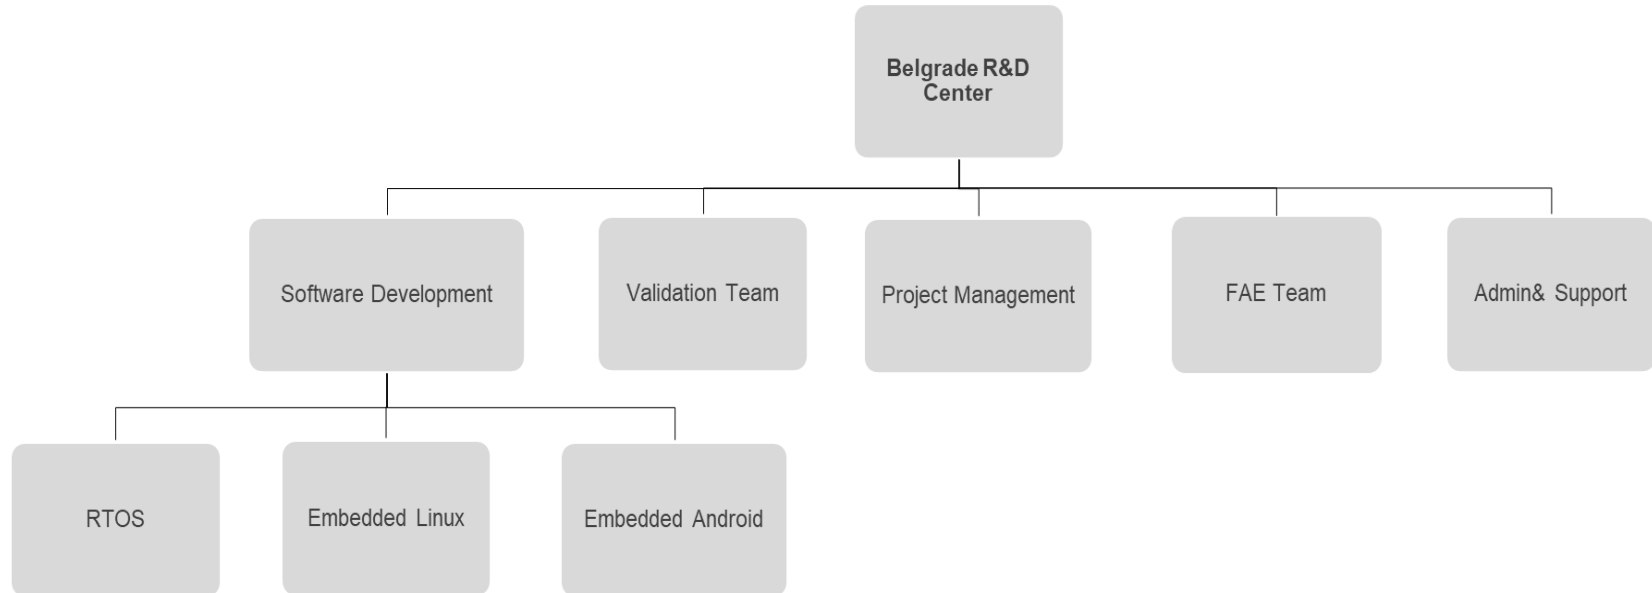 Belgrade R&D
Center
Software Development
Validation Team
Project Management
FAE Team
Admin& Support
RTOS
Embedded Linux
Embedded Android